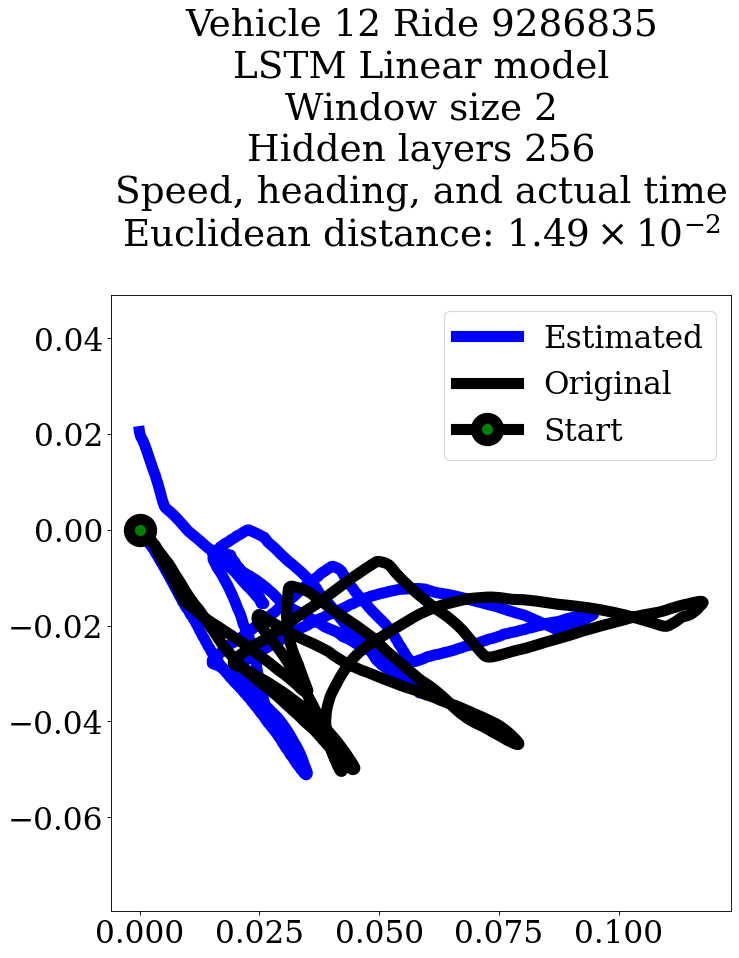 Vehicle 12 Ride 9286835
LSTM Linear model
Window size 2
Hidden layers 256
Speed, heading, and actual time
Euclidean distance: 1.49 × 10⁻²
Estimated
Original
Start
0.04
0.02
0.00
−0.02
−0.04
−0.06
0.000 0.025 0.050 0.075 0.100